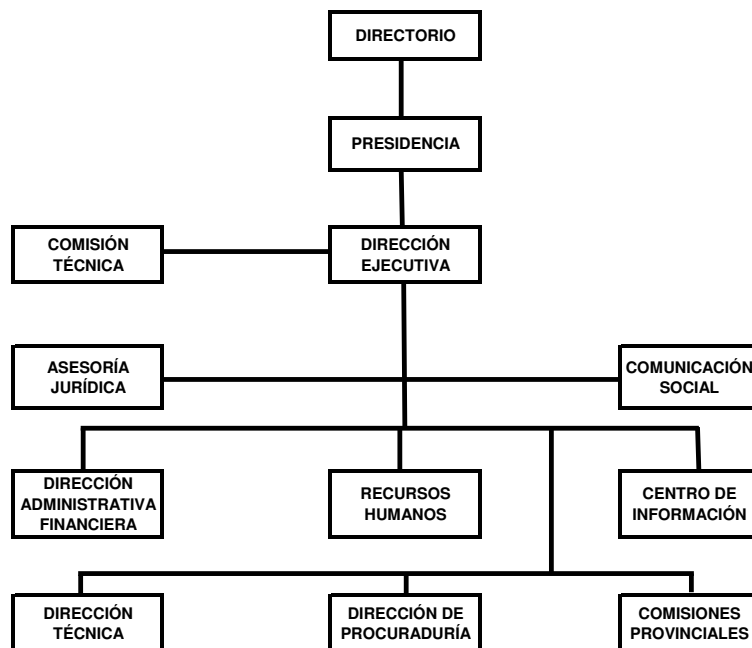 DIRECTORIO
PRESIDENCIA
COMISIÓN
TÉCNICA
DIRECCIÓN
EJECUTIVA
ASESORÍA
JURÍDICA
COMUNICACIÓN
SOCIAL
DIRECCIÓN
ADMINISTRATIVA
FINANCIERA
RECURSOS
HUMANOS
CENTRO DE
INFORMACIÓN
DIRECCIÓN
TÉCNICA
DIRECCIÓN DE
PROCURADURÍA
COMISIONES
PROVINCIALES